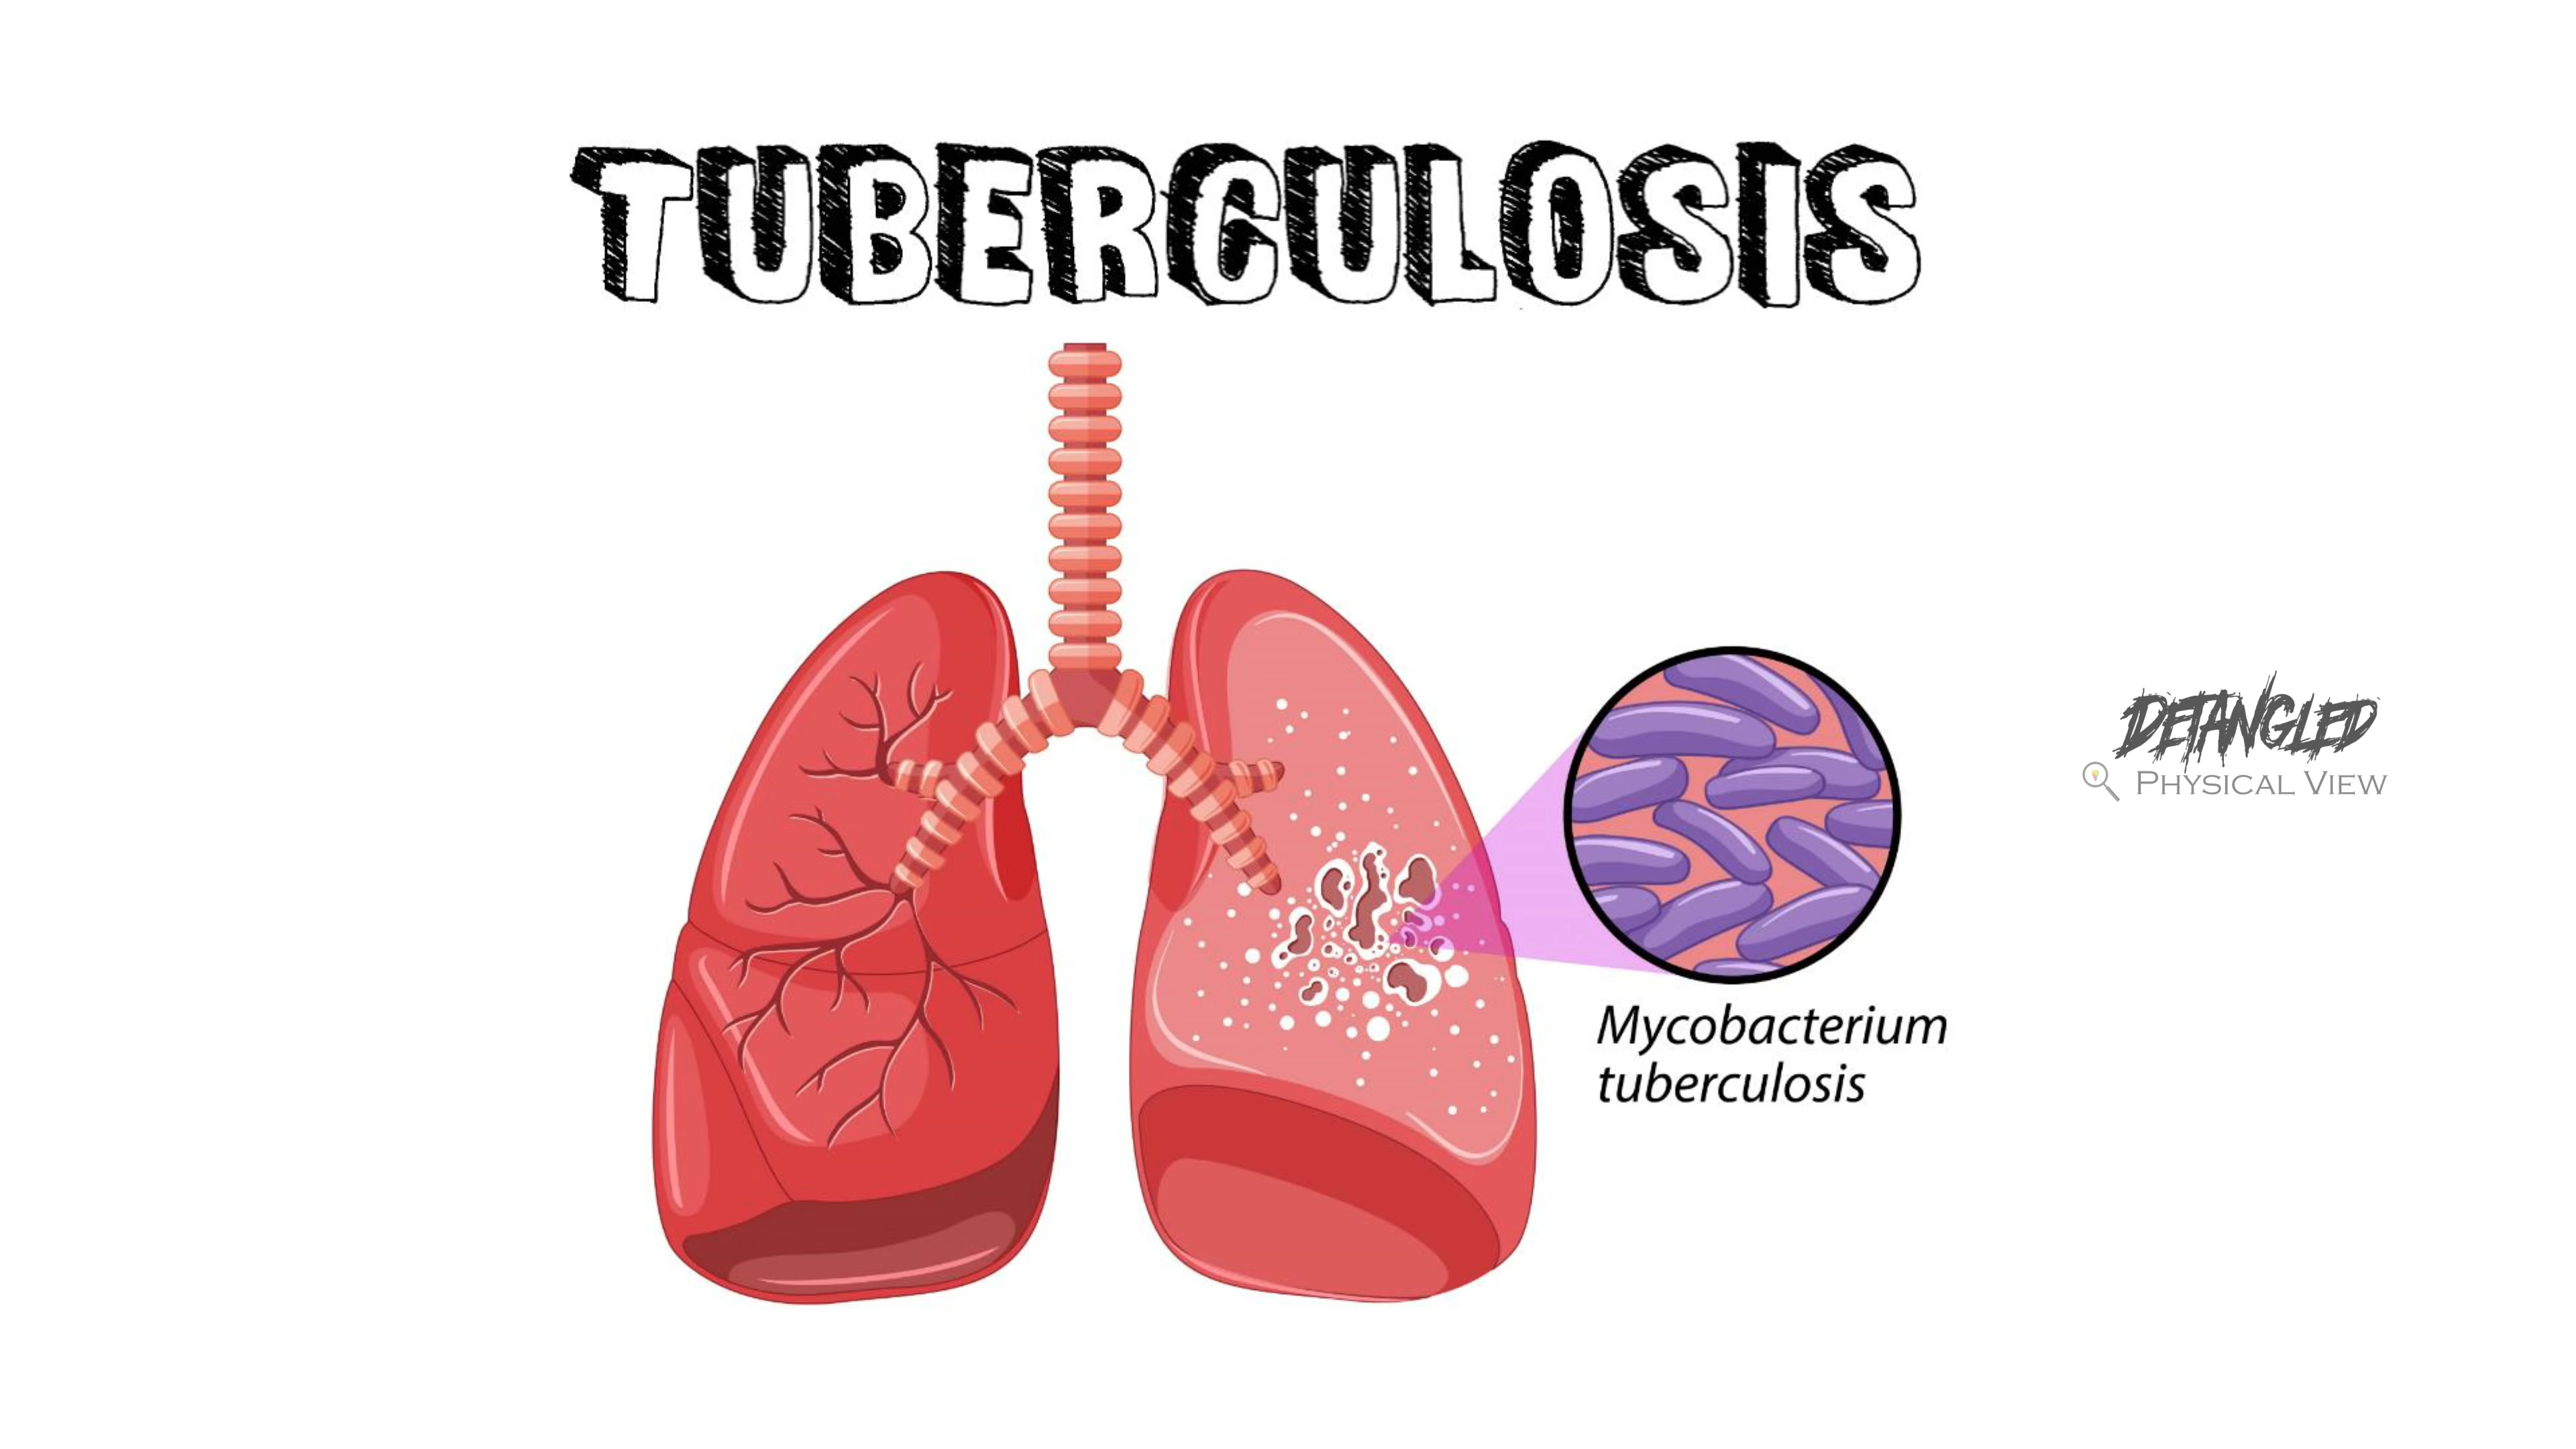 TUBERCULOSIS
DETANGLED
PHYSICAL VIEW
Mycobacterium
tuberculosis